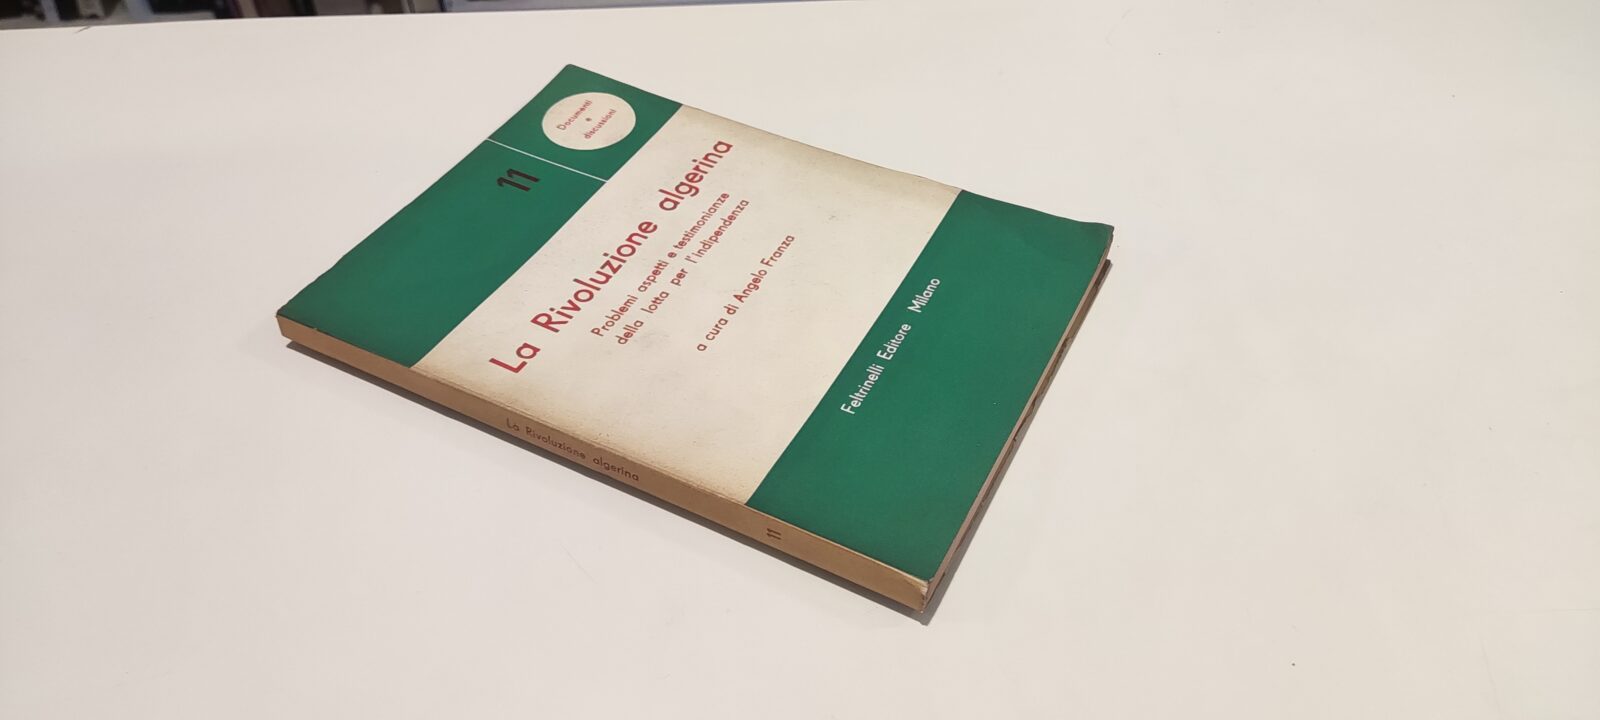 Documenti
e
discussioni
11
La Rivoluzione algerina
Problemi aspetti e testimonianze
della lotta per l'indipendenza
a cura di Angelo Franza
Feltrinelli Editore Milano
La Rivoluzione algerina
11